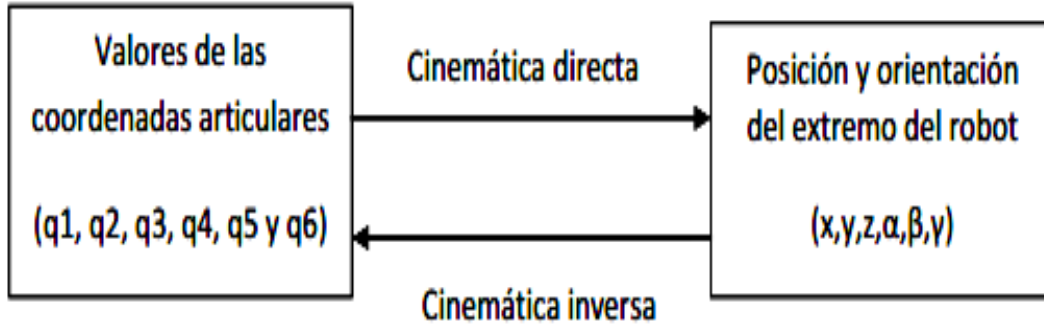 Valores de las
coordenadas articulares
(q1, q2, q3, q4, q5 y q6)
Cinemática directa
Cinemática inversa
Posición y orientación
del extremo del robot
(x,y,z,α,β,γ)